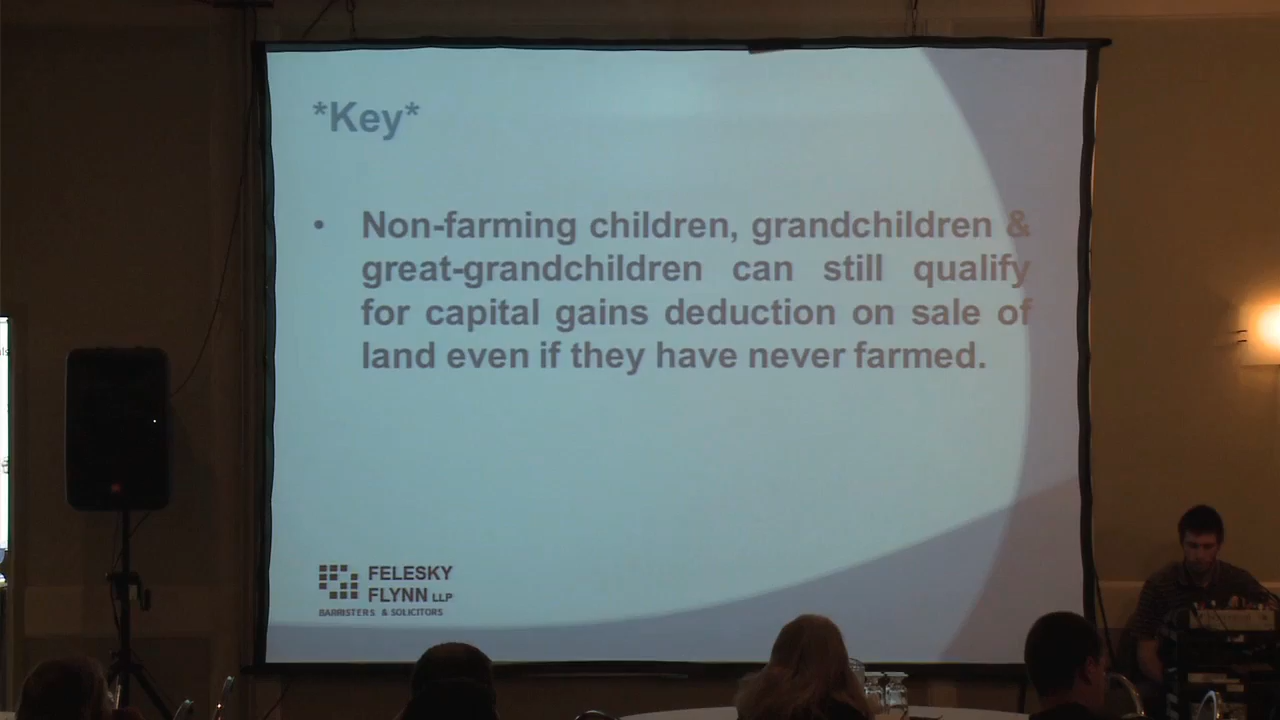 *Key*
• Non-farming children, grandchildren &
great-grandchildren can still qualify
for capital gains deduction on sale of
land even if they have never farmed.
FELESKY
FLYNN LLP
BARRISTERS & SOLICITORS